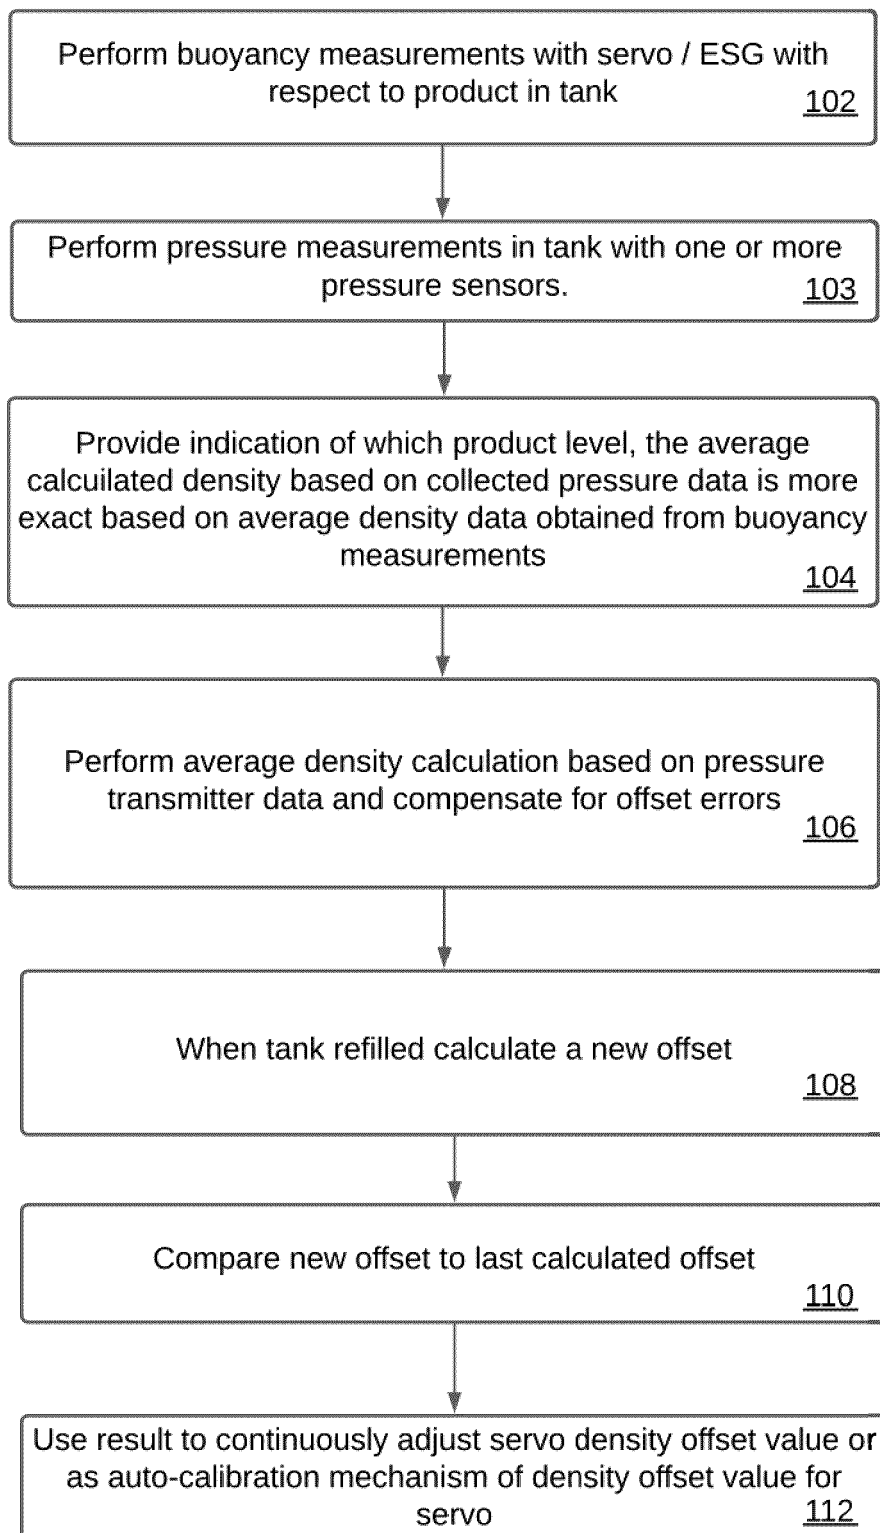 Perform buoyancy measurements with servo / ESG with
respect to product in tank
102
Perform pressure measurements in tank with one or more
pressure sensors.
103
Provide indication of which product level, the average
calcuilated density based on collected pressure data is more
exact based on average density data obtained from buoyancy
measurements
104
Perform average density calculation based on pressure
transmitter data and compensate for offset errors
106
When tank refilled calculate a new offset
108
Compare new offset to last calculated offset
110
Use result to continuously adjust servo density offset value or
as auto-calibration mechanism of density offset value for
servo
112